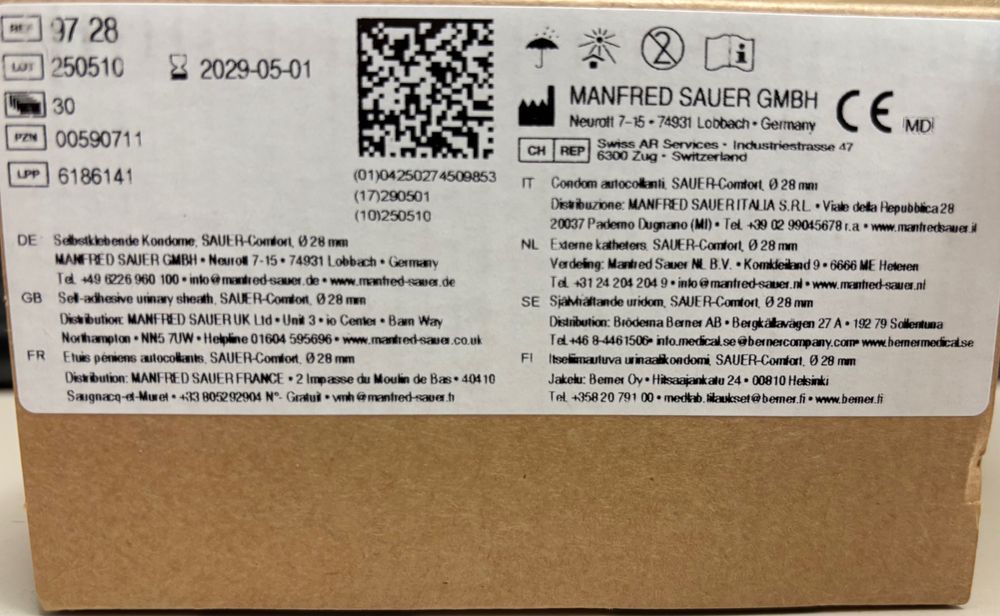 REF 97 28
LOT 250510 2029-05-01
30
PZN 00590711
LPP 6186141
(01)04250274509853
(17)290501
(10)250510
DE Selbstklebende Kondome, SAUER-Comfort, Ø 28 mm
MANFRED SAUER GMBH • Neurott 7-15 • 74931 Lobbach • Germany
Tel. +49 6226 960 100 • info@manfred-sauer.de • www.manfred-sauer.de
GB Self-adhesive urinary sheath, SAUER-Comfort, Ø 28 mm
Distribution: MANFRED SAUER UK Ltd • Unit 3 • io Center • Barn Way
Northampton • NN5 7UW • Helpline 01604 595696 • www.manfred-sauer.co.uk
FR Etuis péniens autocollants, SAUER-Comfort, Ø 28 mm
Distribution: MANFRED SAUER FRANCE • 2 Impasse du Moulin de Bas • 40410
Saugnacq-et-Muret • +33 805292904 N°- Gratuit • vmh@manfred-sauer.fr
2 i
MANFRED SAUER GMBH
Neurott 7-15 • 74931 Lobbach • Germany
CE MD
CH REP Swiss AR Services • Industriestrasse 47
6300 Zug • Switzerland
IT Condom autocollanti, SAUER-Comfort, Ø 28 mm
Distribuzione: MANFRED SAUER ITALIA S.R.L. • Viale della Repubblica 28
20037 Paderno Dugnano (MI) • Tel. +39 02 99045678 r.a • www.manfredsauer.it
NL Externe katheters, SAUER-Comfort, Ø 28 mm
Verdeling: Manfred Sauer NL B.V. • Kornkleiland 9 • 6666 ME Heteren
Tel. +31 24 204 204 9 • info@manfred-sauer.nl • www.manfred-sauer.nl
SE Självhäftande uridom, SAUER-Comfort, Ø 28 mm
Distribution: Bröderna Berner AB • Bergkällavägen 27 A • 192 79 Sollentuna
Tel.+46 8-4461506• info.medical.se@bernercompany.com• www.bernermedical.se
FI Itseliimautuva urinaalikondomi, SAUER-Comfort, Ø 28 mm
Jakelu: Berner Oy • Hitsaajankatu 24 • 00810 Helsinki
Tel. +358 20 791 00 • medlab.tilaukset@berner.fi • www.berner.fi